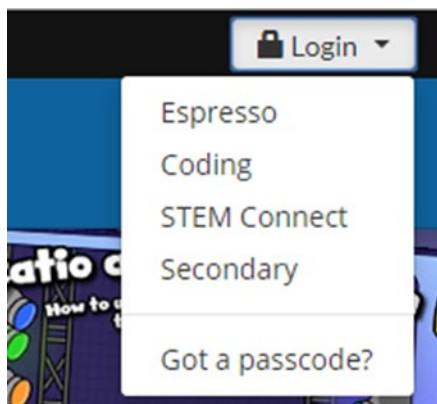 Login
Espresso
Coding
STEM Connect
Secondary
atio
How to
Got a passcode?